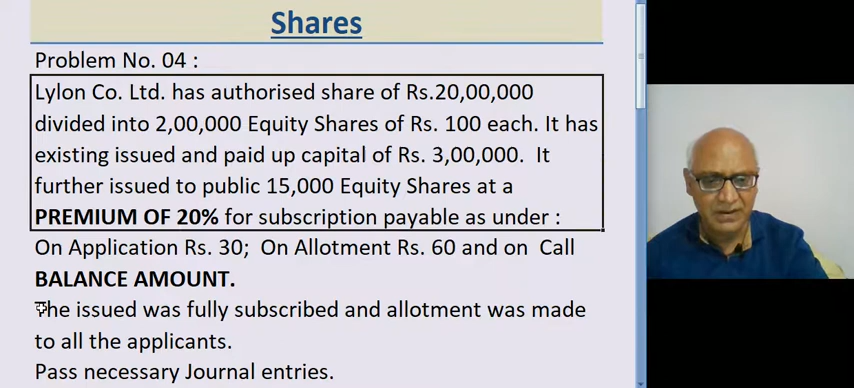 Shares
Problem No. 04 :
Lylon Co. Ltd. has authorised share of Rs.20,00,000
divided into 2,00,000 Equity Shares of Rs. 100 each. It has
existing issued and paid up capital of Rs. 3,00,000. It
further issued to public 15,000 Equity Shares at a
PREMIUM OF 20% for subscription payable as under :
On Application Rs. 30; On Allotment Rs. 60 and on Call
BALANCE AMOUNT.
The issued was fully subscribed and allotment was made
to all the applicants.
Pass necessary Journal entries.